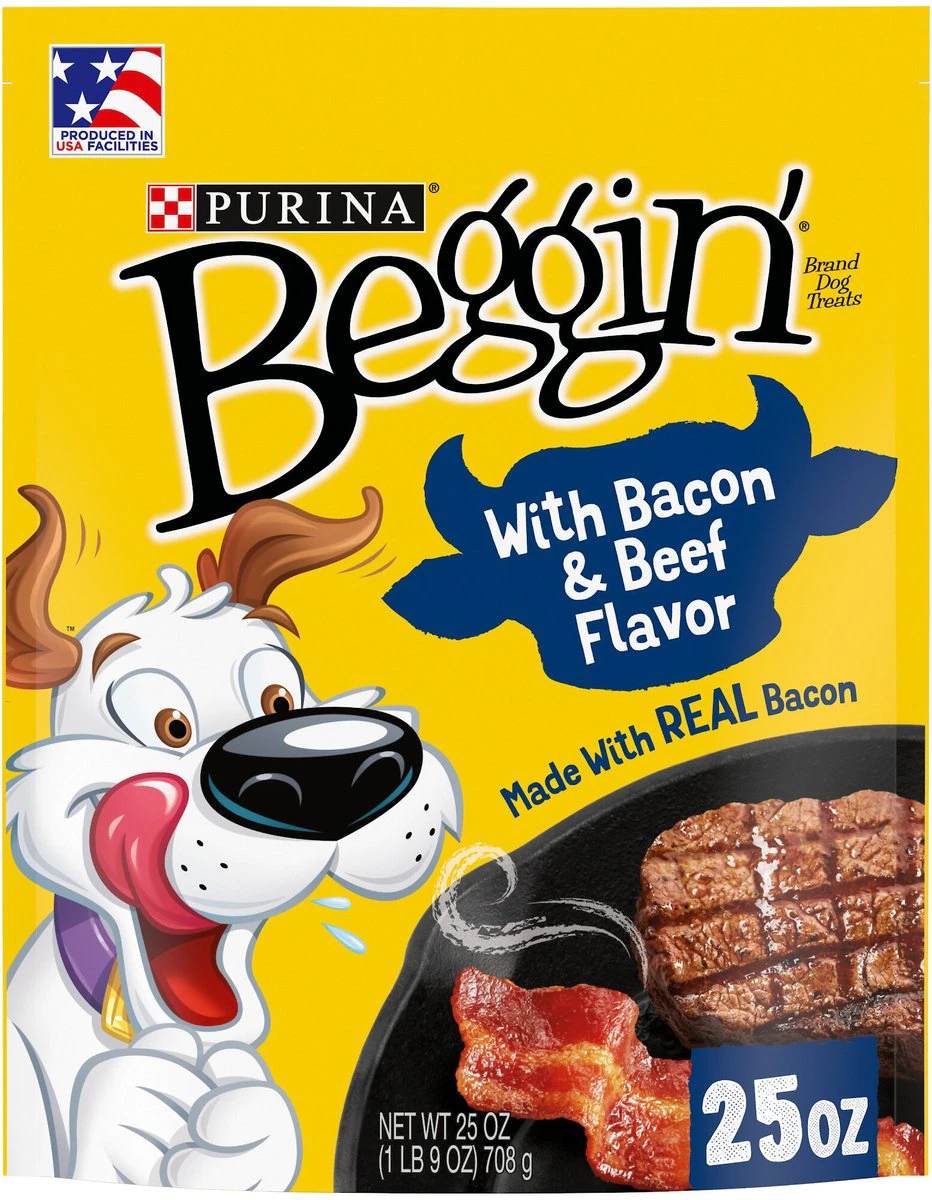 PRODUCED IN
USA FACILITIES
PURINA®
Beggin'®
Brand
Dog
Treats
With Bacon
& Beef
Flavor
™
Made With REAL Bacon
NET WT 25 OZ
(1 LB 9 OZ) 708 g
25oz